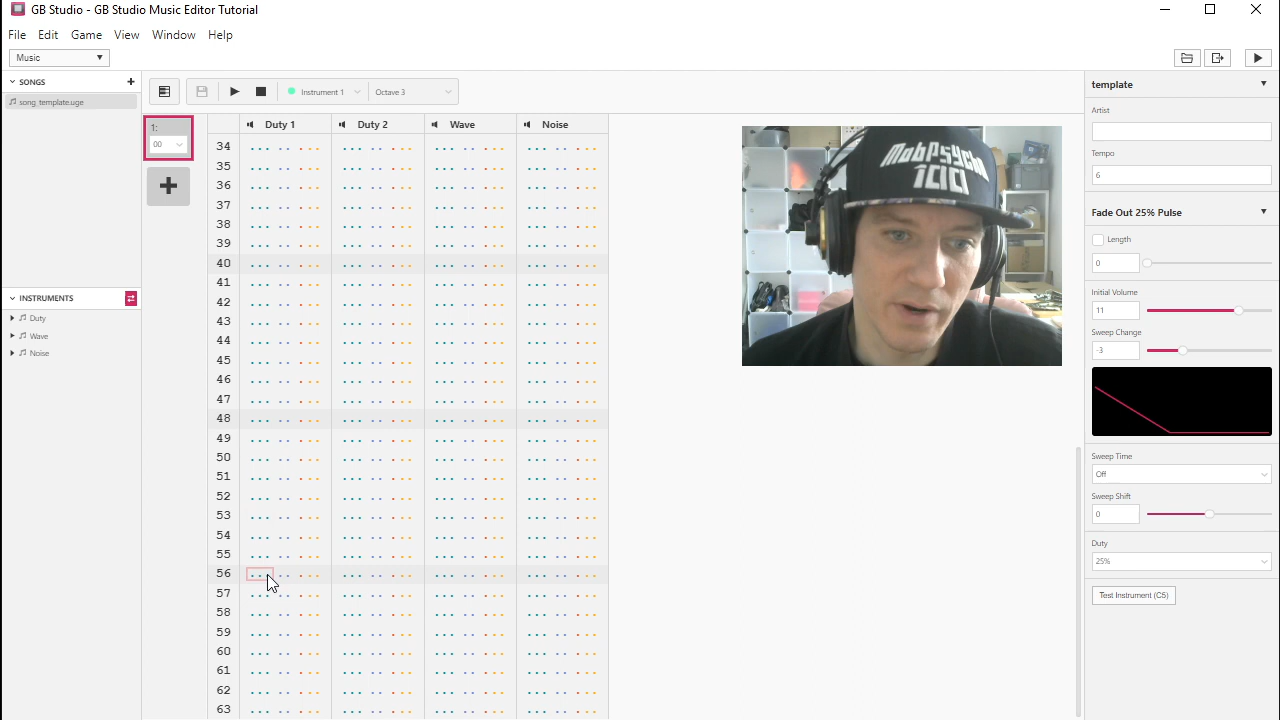 GB Studio - GB Studio Music Editor Tutorial
File Edit Game View Window Help
Music
SONGS
song_template.uge
INSTRUMENTS
Duty
Wave
Noise
Instrument 1 Octave 3
1:
00
Duty 1 Duty 2 Wave Noise
34
35
36
37
38
39
40
41
42
43
44
45
46
47
48
49
50
51
52
53
54
55
56
57
58
59
60
61
62
63
MobPsycho
100
template
Artist
Tempo
6
Fade Out 25% Pulse
Length
0
Initial Volume
11
Sweep Change
-3
Sweep Time
Off
Sweep Shift
0
Duty
25%
Test Instrument (C5)